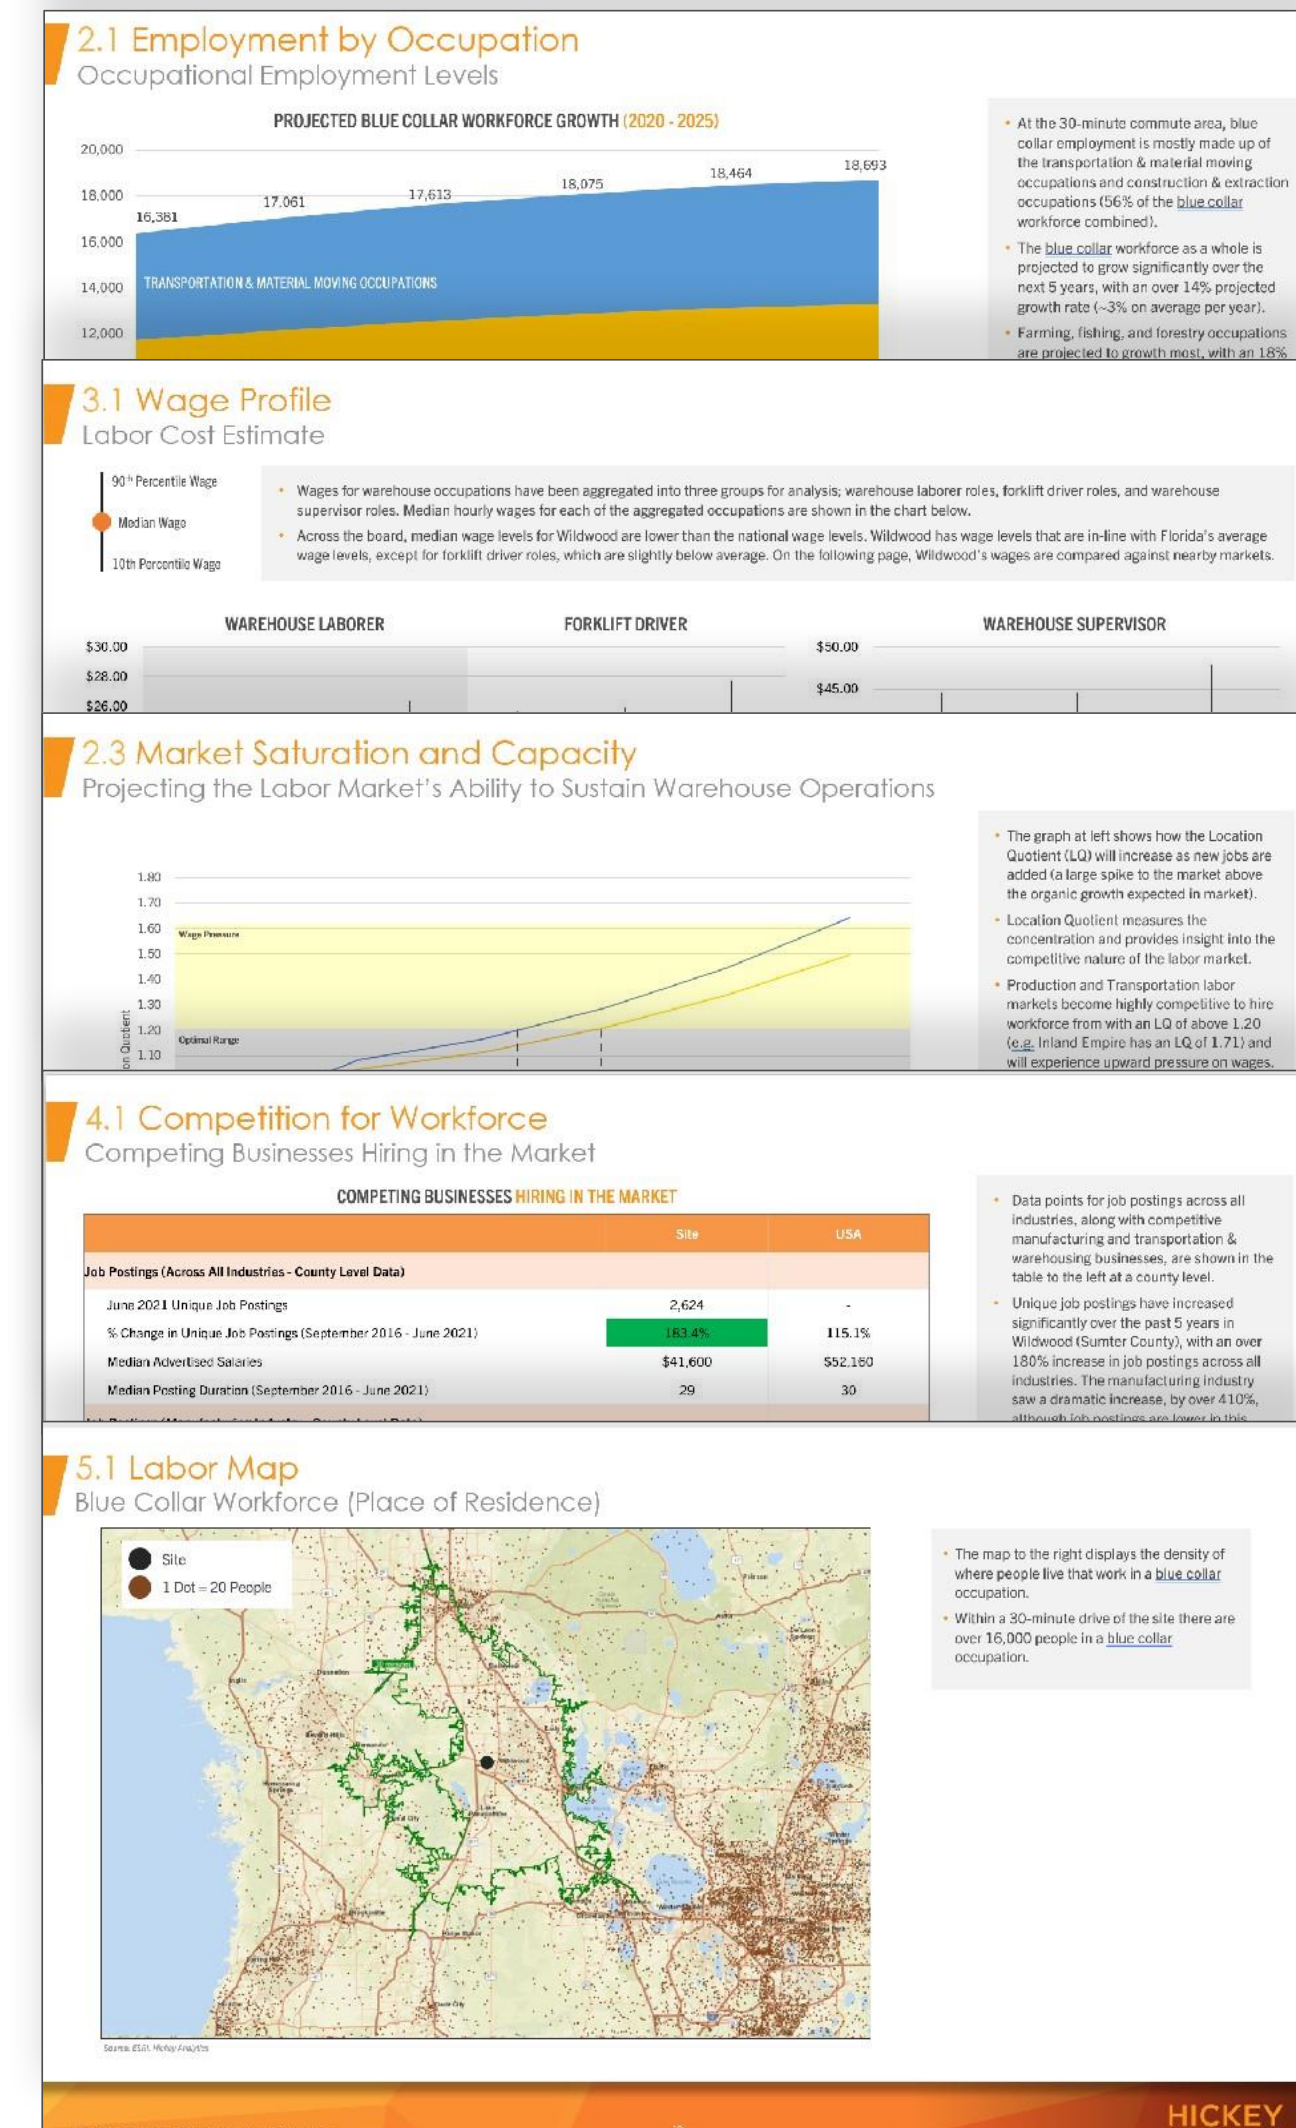 2.1 Employment by Occupation
Occupational Employment Levels
PROJECTED BLUE COLLAR WORKFORCE GROWTH (2020 - 2025)
20,000
18,000
16,000
14,000
12,000
16,381
17,061
17,613
18,075
18,464
18,693
TRANSPORTATION & MATERIAL MOVING OCCUPATIONS
• At the 30-minute commute area, blue
collar employment is mostly made up of
the transportation & material moving
occupations and construction & extraction
occupations (56% of the blue collar
workforce combined).
• The blue collar workforce as a whole is
projected to grow significantly over the
next 5 years, with an over 14% projected
growth rate (~3% on average per year).
• Farming, fishing, and forestry occupations
are projected to growth most, with an 18%
3.1 Wage Profile
Labor Cost Estimate
90th Percentile Wage
Median Wage
10th Percentile Wage
• Wages for warehouse occupations have been aggregated into three groups for analysis; warehouse laborer roles, forklift driver roles, and warehouse
supervisor roles. Median hourly wages for each of the aggregated occupations are shown in the chart below.
• Across the board, median wage levels for Wildwood are lower than the national wage levels. Wildwood has wage levels that are in-line with Florida's average
wage levels, except for forklift driver roles, which are slightly below average. On the following page, Wildwood's wages are compared against nearby markets.
WAREHOUSE LABORER
FORKLIFT DRIVER
WAREHOUSE SUPERVISOR
$30.00
$28.00
$26.00
$50.00
$45.00
2.3 Market Saturation and Capacity
Projecting the Labor Market's Ability to Sustain Warehouse Operations
1.80
1.70
1.60
1.50
1.40
1.30
1.20
1.10
on Quotient
Wage Pressure
Optimal Range
• The graph at left shows how the Location
Quotient (LQ) will increase as new jobs are
added (a large spike to the market above
the organic growth expected in market).
• Location Quotient measures the
concentration and provides insight into the
competitive nature of the labor market.
• Production and Transportation labor
markets become highly competitive to hire
workforce from with an LQ of above 1.20
(e.g. Inland Empire has an LQ of 1.71) and
will experience upward pressure on wages.
4.1 Competition for Workforce
Competing Businesses Hiring in the Market
COMPETING BUSINESSES HIRING IN THE MARKET
Site USA
Job Postings (Across All Industries - County Level Data)
June 2021 Unique Job Postings 2,624 -
% Change in Unique Job Postings (September 2016 - June 2021) 183.4% 115.1%
Median Advertised Salaries $41,600 $52,160
Median Posting Duration (September 2016 - June 2021) 29 30
• Data points for job postings across all
industries, along with competitive
manufacturing and transportation &
warehousing businesses, are shown in the
table to the left at a county level.
• Unique job postings have increased
significantly over the past 5 years in
Wildwood (Sumter County), with an over
180% increase in job postings across all
industries. The manufacturing industry
saw a dramatic increase, by over 410%,
although job postings are lower in this
5.1 Labor Map
Blue Collar Workforce (Place of Residence)
Site
1 Dot = 20 People
Wildwood
• The map to the right displays the density of
where people live that work in a blue collar
occupation.
• Within a 30-minute drive of the site there are
over 16,000 people in a blue collar
occupation.
Source: ESRI, Hickey Analytics
HICKEY